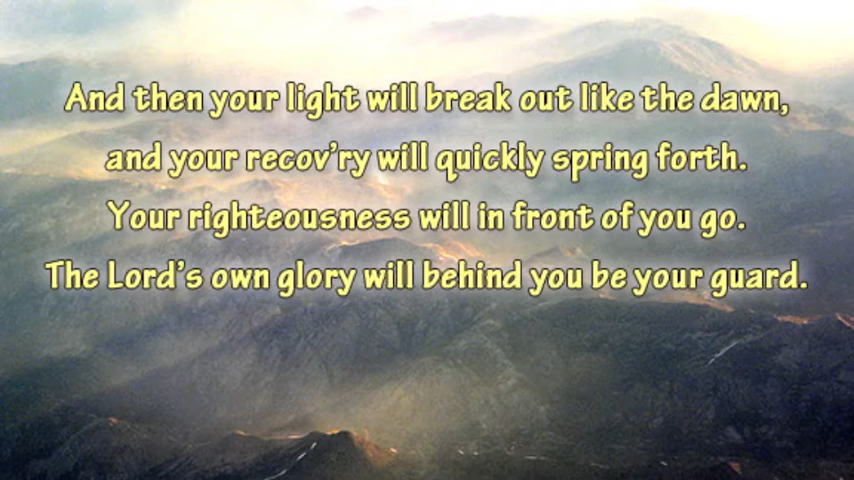 And then your light will break out like the dawn,
and your recov’ry will quickly spring forth.
Your righteousness will in front of you go.
The Lord’s own glory will behind you be your guard.